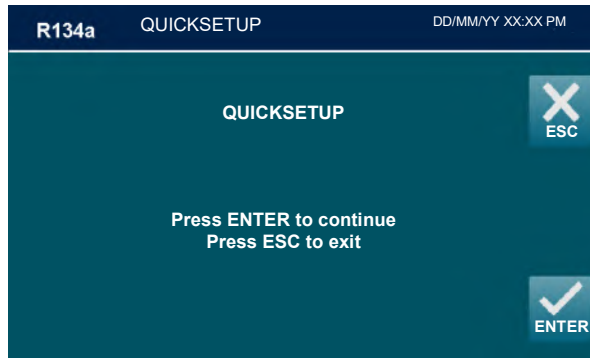 R134a QUICKSETUP DD/MM/YY XX:XX PM
QUICKSETUP
ESC
Press ENTER to continue
Press ESC to exit
ENTER